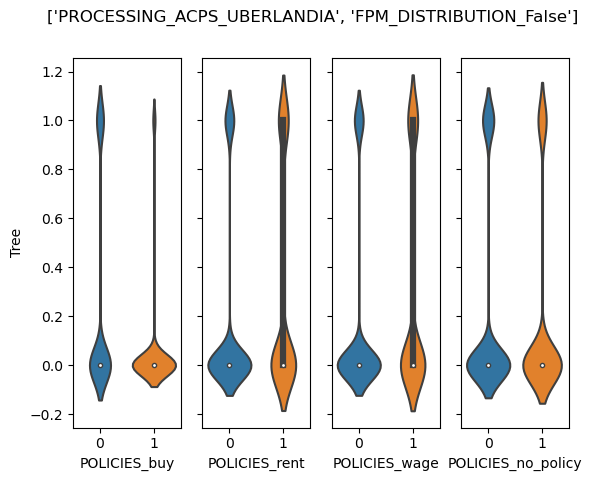 ['PROCESSING_ACPS_UBERLANDIA', 'FPM_DISTRIBUTION_False']
1.2
1.0
0.8
0.6
0.4
0.2
0.0
−0.2
Tree
0 1 0 1 0 1 0 1
POLICIES_buy POLICIES_rent POLICIES_wage POLICIES_no_policy